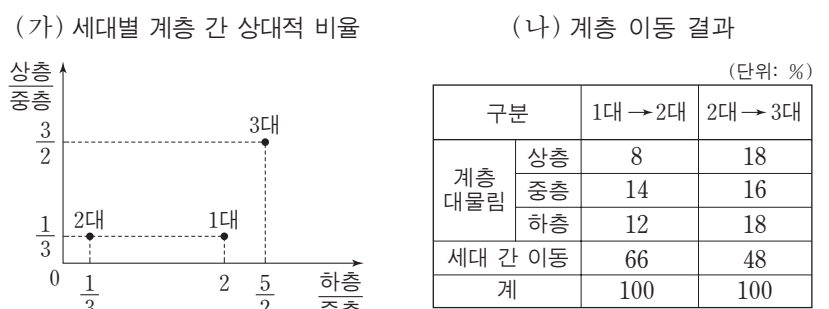 (가) 세대별 계층 간 상대적 비율
상층
중층
3
2
1
3
3대
2대
1대
0
1
3
2
5
2
하층
중층
(나) 계층 이동 결과
(단위: %)
구분 1대→2대 2대→3대
계층 대물림
상층 8 18
중층 14 16
하층 12 18
세대 간 이동 66 48
계 100 100